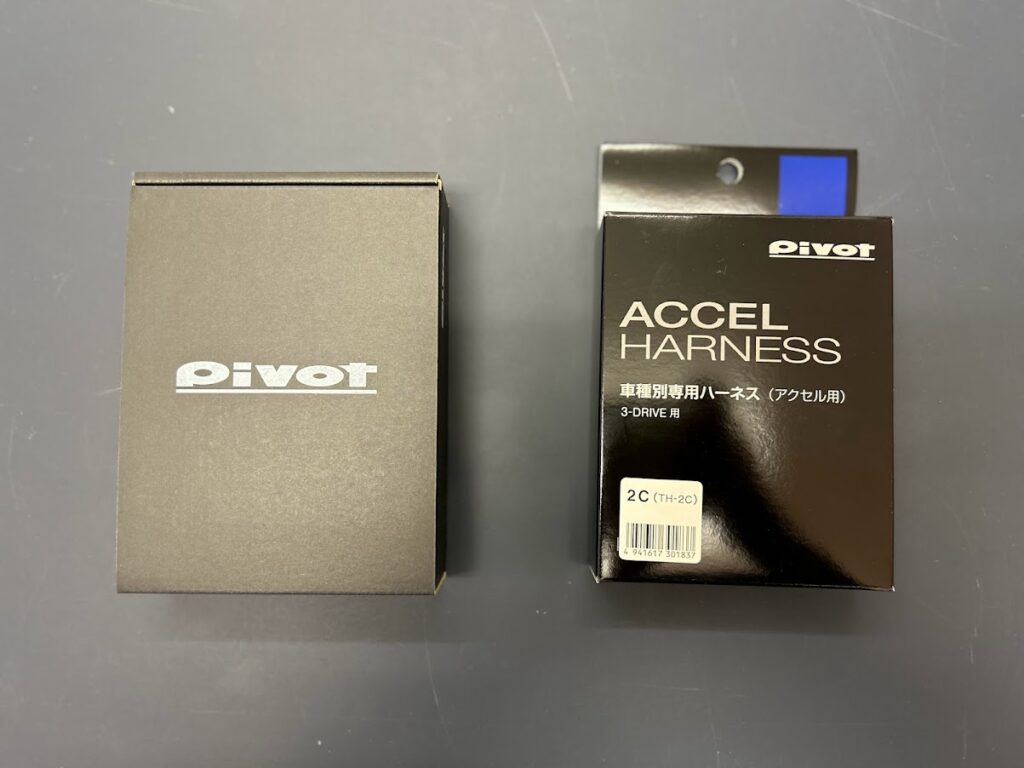 pivot
pivot
ACCEL
HARNESS
車種別専用ハーネス（アクセル用）
3-DRIVE 用
2C (TH-2C)
4 941617 301837